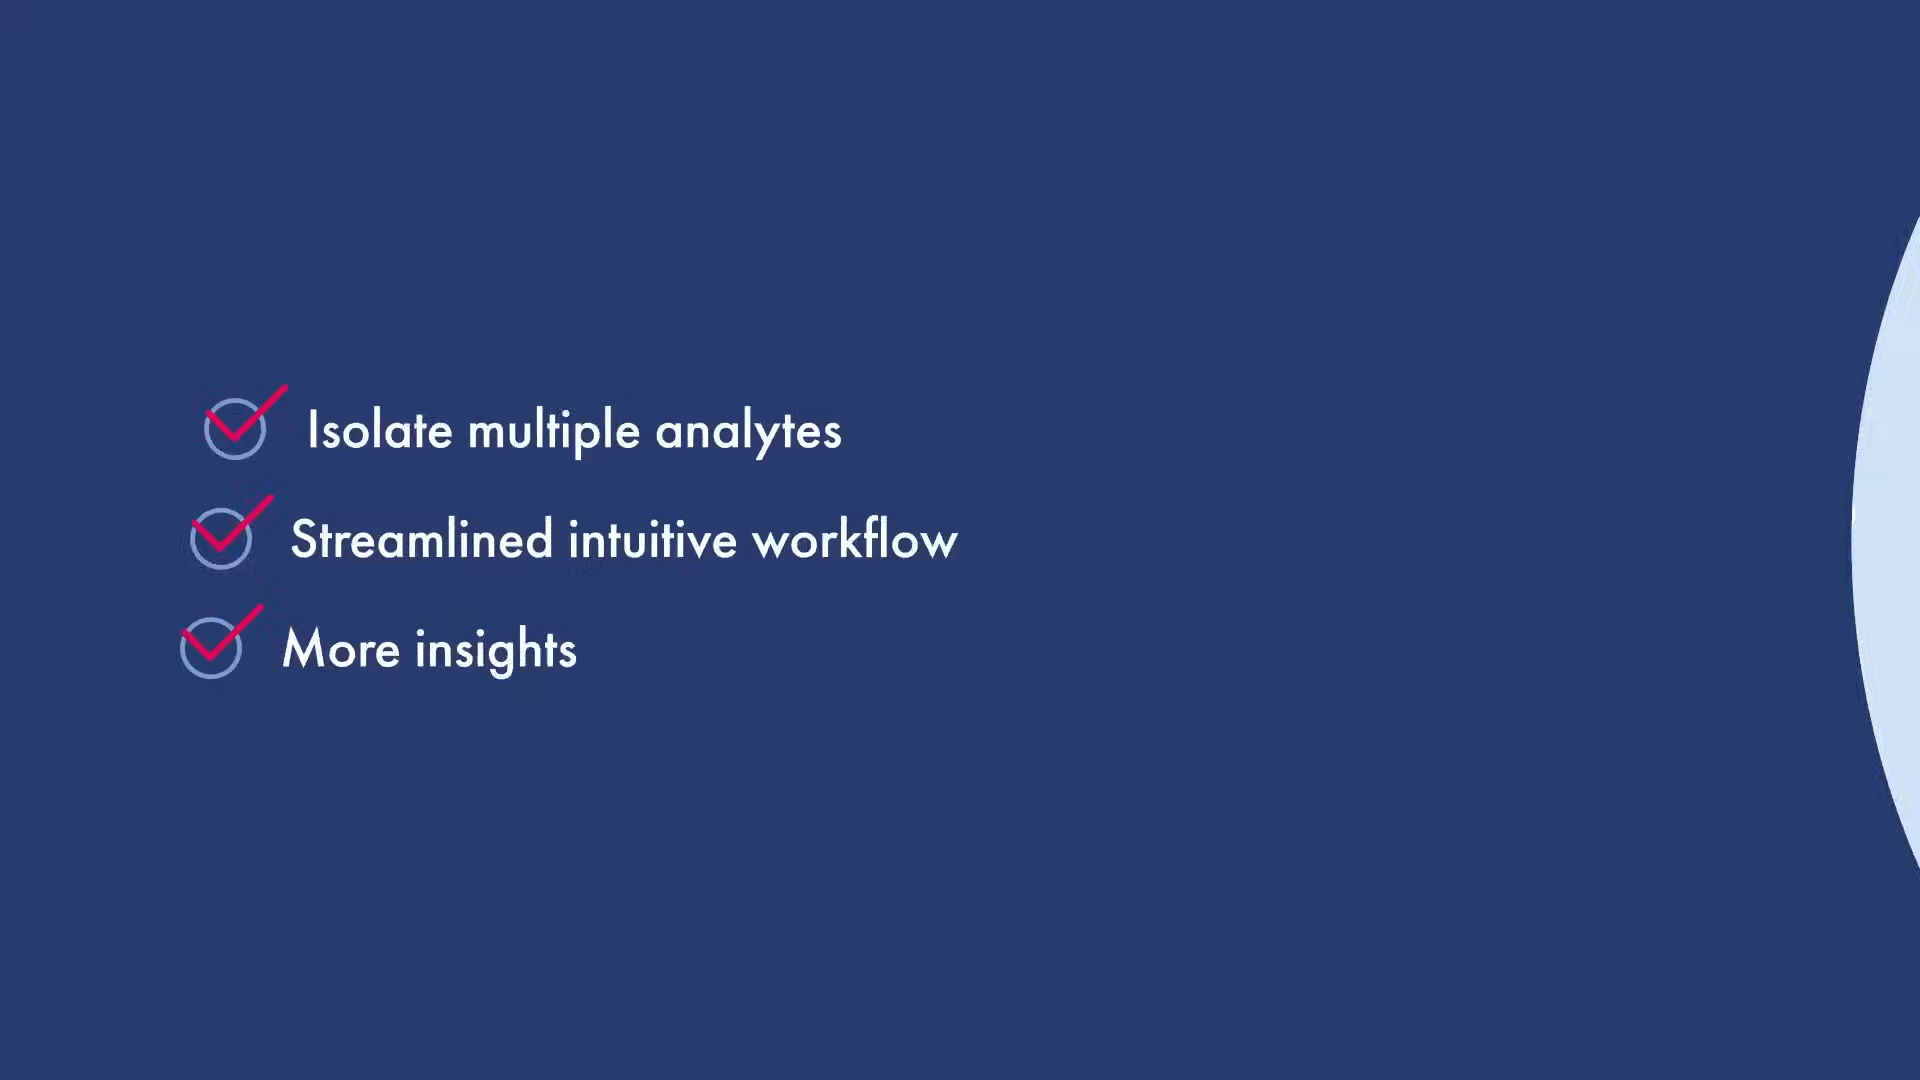 Isolate multiple analytes
Streamlined intuitive workflow
More insights